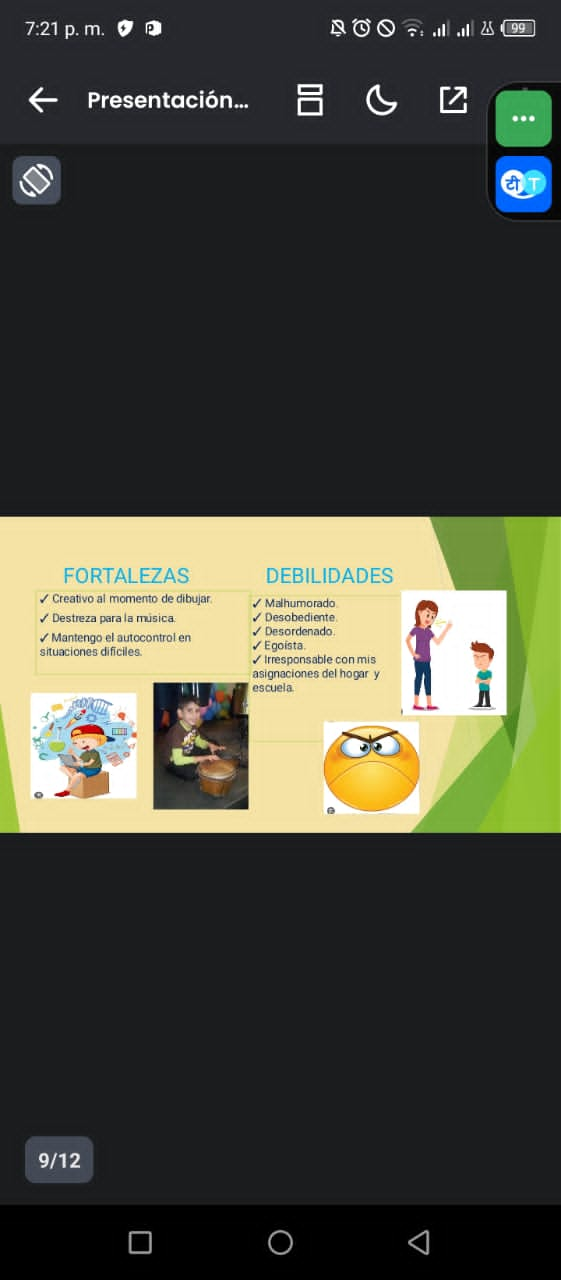 7:21 p. m.
99
Presentación...
टी T
FORTALEZAS
✓ Creativo al momento de dibujar.
✓ Destreza para la música.
✓ Mantengo el autocontrol en
situaciones difíciles.
DEBILIDADES
✓ Malhumorado.
✓ Desobediente.
✓ Desordenado.
✓ Egoísta.
✓ Irresponsable con mis
asignaciones del hogar y
escuela.
9/12